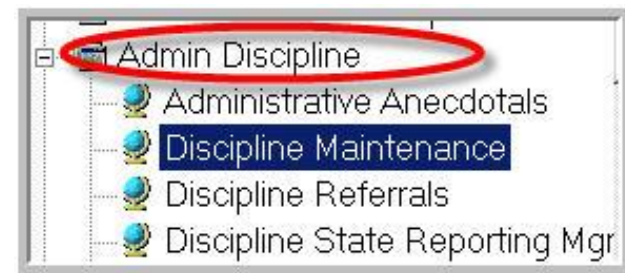 Admin Discipline
Administrative Anecdotals
Discipline Maintenance
Discipline Referrals
Discipline State Reporting Mgr